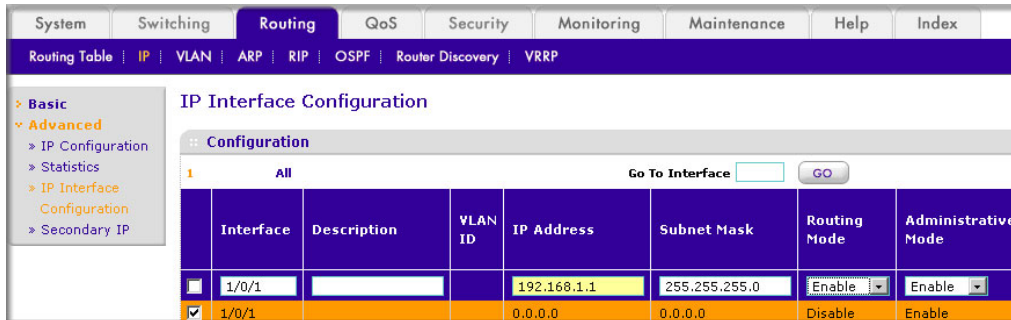 System Switching Routing QoS Security Monitoring Maintenance Help Index
Routing Table | IP | VLAN | ARP | RIP | OSPF | Router Discovery | VRRP
Basic
Advanced
» IP Configuration
» Statistics
» IP Interface
Configuration
» Secondary IP
IP Interface Configuration
Configuration
1 All Go To Interface GO
Interface Description VLAN ID IP Address Subnet Mask Routing Mode Administrative Mode
1/0/1 192.168.1.1 255.255.255.0 Enable Enable
1/0/1 0.0.0.0 0.0.0.0 Disable Enable